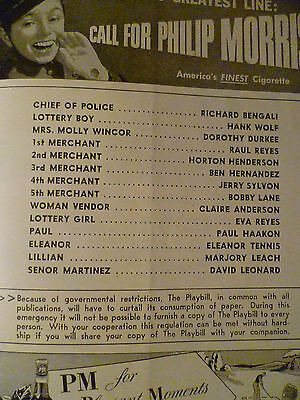 GREATEST LINE:
CALL FOR PHILIP MORRI
America's FINEST Cigarette
CHIEF OF POLICE RICHARD BENGALI
LOTTERY BOY HANK WOLF
MRS. MOLLY WINCOR DOROTHY DURKEE
1st MERCHANT RAUL REYES
2nd MERCHANT HORTON HENDERSON
3rd MERCHANT BEN HERNANDEZ
4th MERCHANT JERRY SYLVON
5th MERCHANT BOBBY LANE
WOMAN VENDOR CLAIRE ANDERSON
LOTTERY GIRL EVA REYES
PAUL PAUL HAAKON
ELEANOR ELEANOR TENNIS
LILLIAN MARJORY LEACH
SENOR MARTINEZ DAVID LEONARD
>> Because of governmental restrictions, The Playbill, in common with all
publications, will have to curtail its consumption of paper. During this
emergency it will not be possible to furnish a copy of The Playbill to every
person. With your cooperation this regulation can be met without hard-
ship if you will share your copy of The Playbill with your companion.
PM for
Pleasant Moments